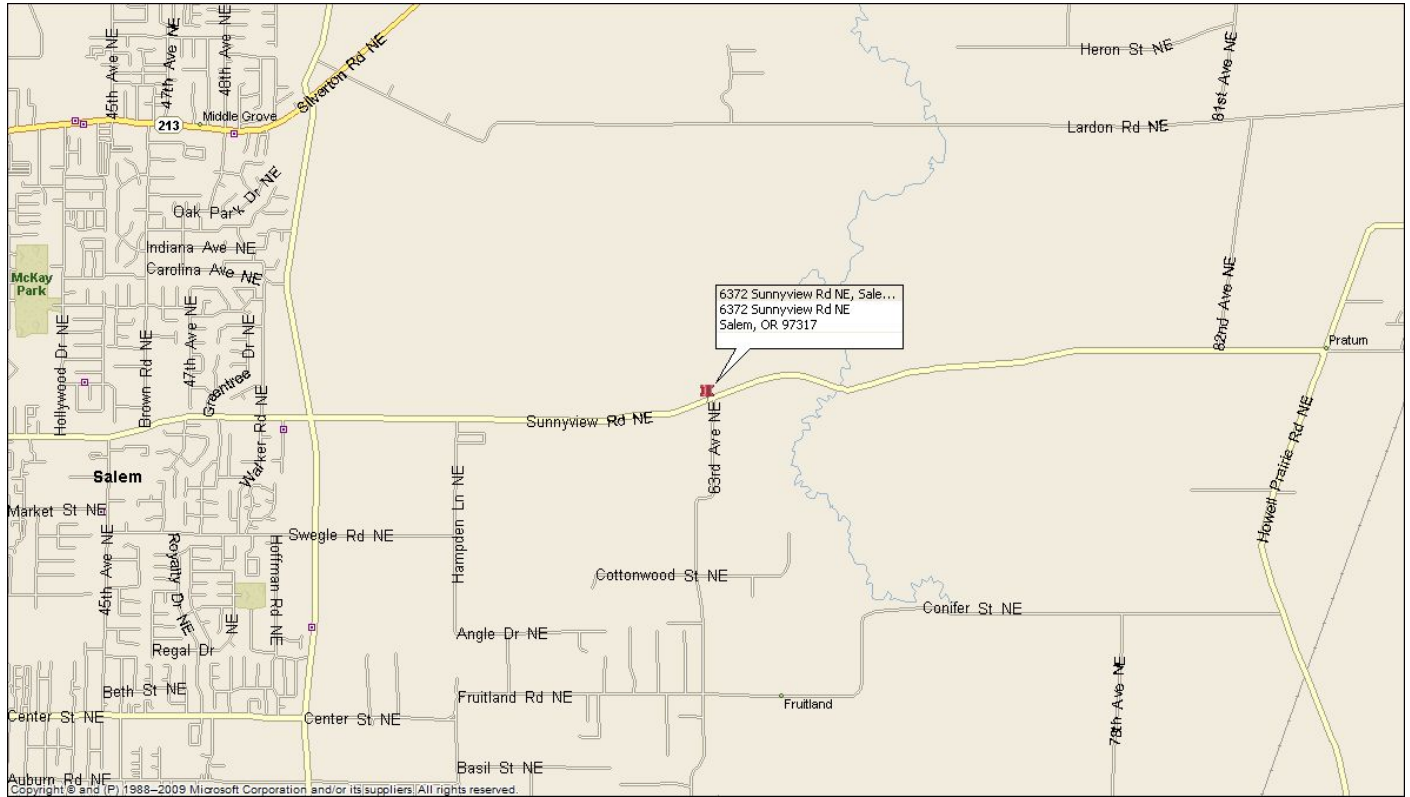 45th Ave NE
47th Ave NE
48th Ave NE
Silverton Rd NE
Heron St NE
81st Ave NE
213
Middle Grove
Lardon Rd NE
Oak Park Dr NE
Indiana Ave NE
Carolina Ave NE
McKay
Park
82nd Ave NE
6372 Sunnyview Rd NE, Sale...
6372 Sunnyview Rd NE
Salem, OR 97317
Hollywood Dr NE
Brown Rd NE
47th Ave NE
Greentree Dr NE
Pratum
Walker Rd NE
Sunnyview Rd NE
63rd Ave NE
Howell Prairie Rd NE
Salem
Hampden Ln NE
Market St NE
Swegle Rd NE
45th Ave NE
Royalty Dr NE
NE
Hoffman Rd NE
Cottonwood St NE
Conifer St NE
Angle Dr NE
Regal Dr
78th Ave NE
Beth St NE
Fruitland Rd NE
Fruitland
Center St NE
Center St NE
Basil St NE
Auburn Rd NE
Copyright © and (P) 1988–2009 Microsoft Corporation and/or its suppliers. All rights reserved.